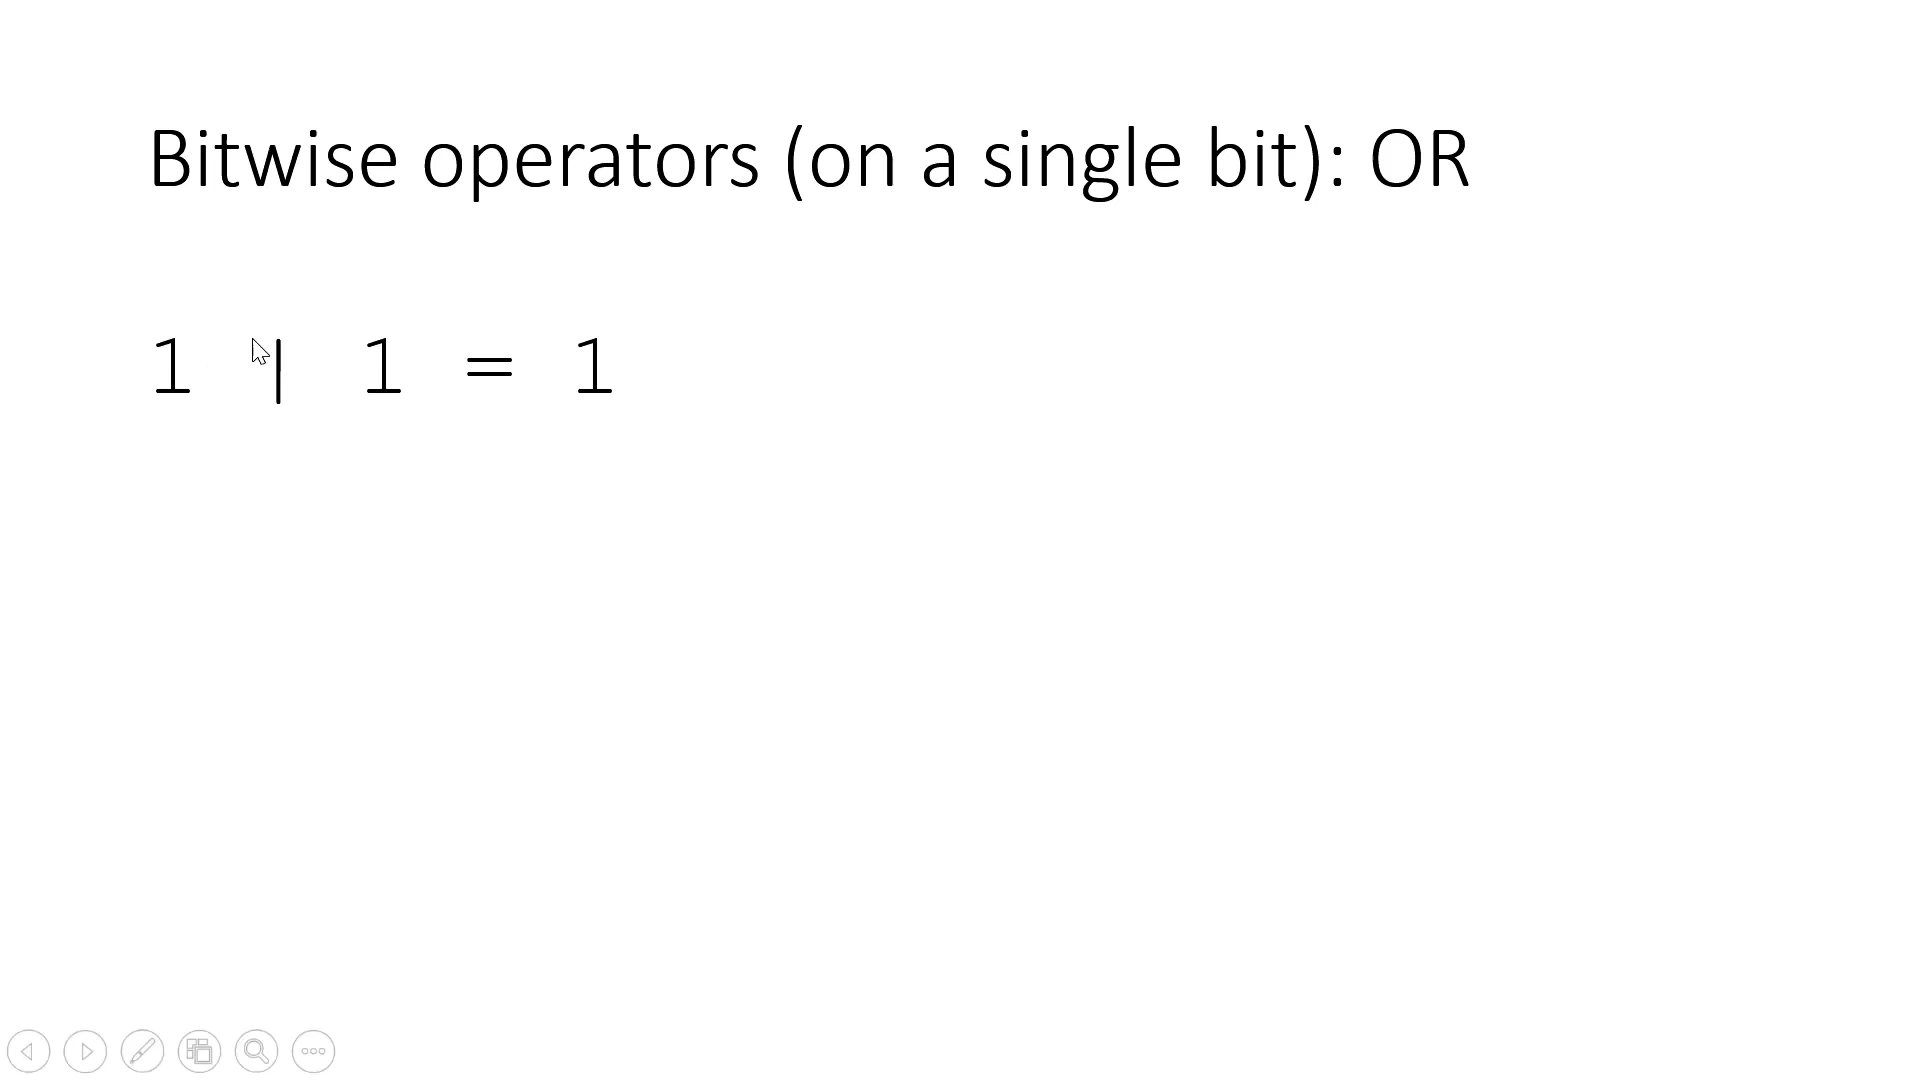 Bitwise operators (on a single bit): OR
1 | 1 = 1